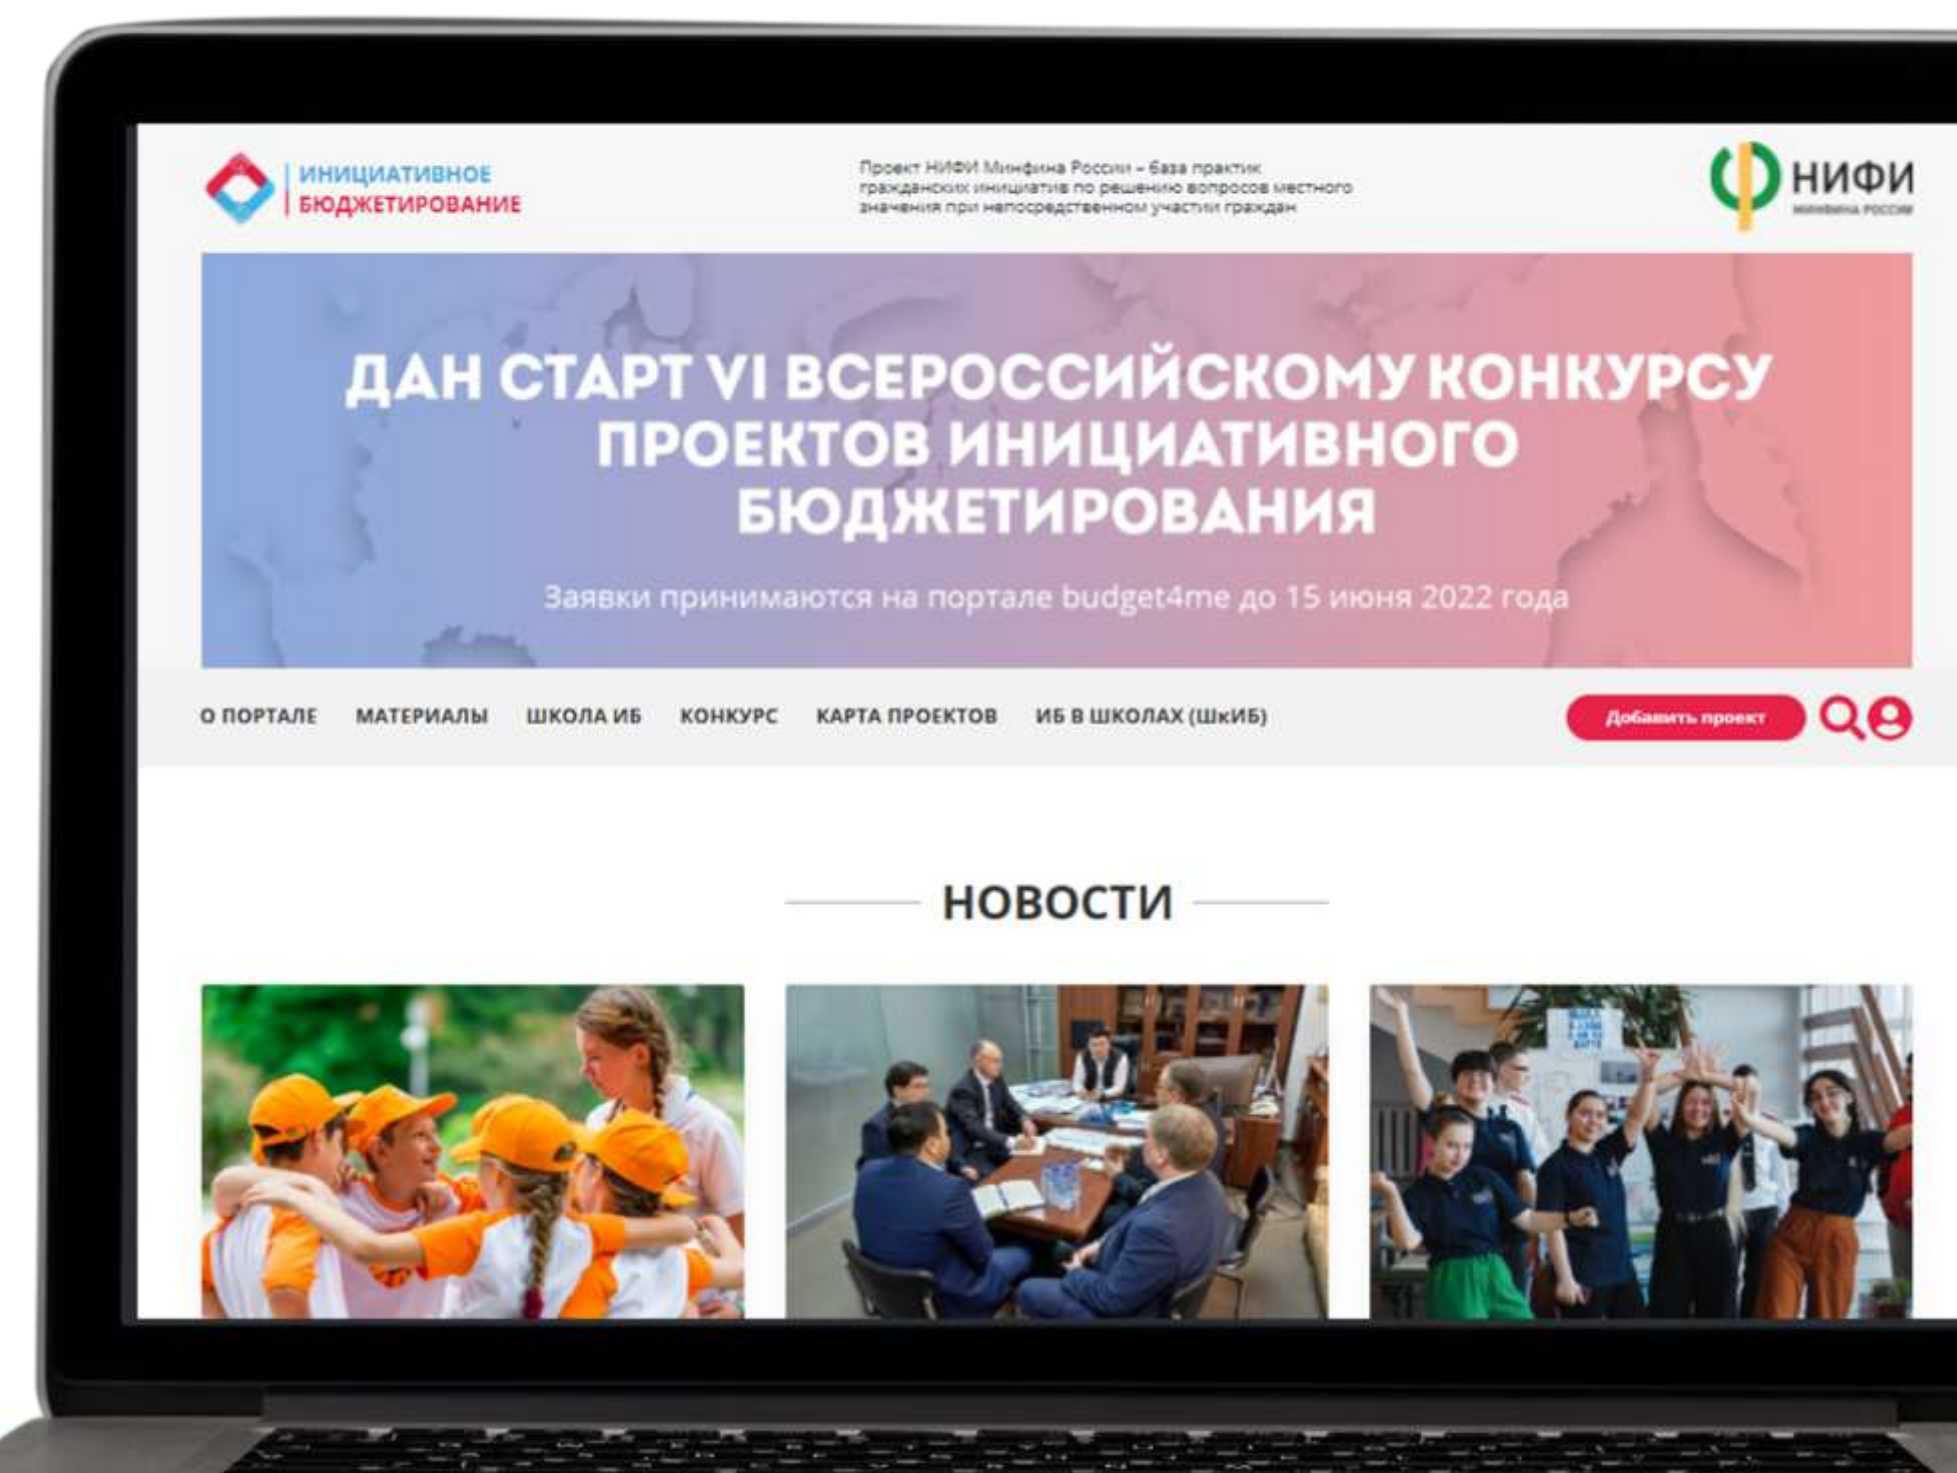 ИНИЦИАТИВНОЕ
БЮДЖЕТИРОВАНИЕ
Проект НИФИ Минфина России – база практик
гражданских инициатив по решению вопросов местного
значения при непосредственном участии граждан
НИФИ
МИНФИНА РОССИИ
ДАН СТАРТ VI ВСЕРОССИЙСКОМУ КОНКУРСУ
ПРОЕКТОВ ИНИЦИАТИВНОГО
БЮДЖЕТИРОВАНИЯ
Заявки принимаются на портале budget4me до 15 июня 2022 года
О ПОРТАЛЕ МАТЕРИАЛЫ ШКОЛА ИБ КОНКУРС КАРТА ПРОЕКТОВ ИБ В ШКОЛАХ (ШкИБ) Добавить проект
НОВОСТИ